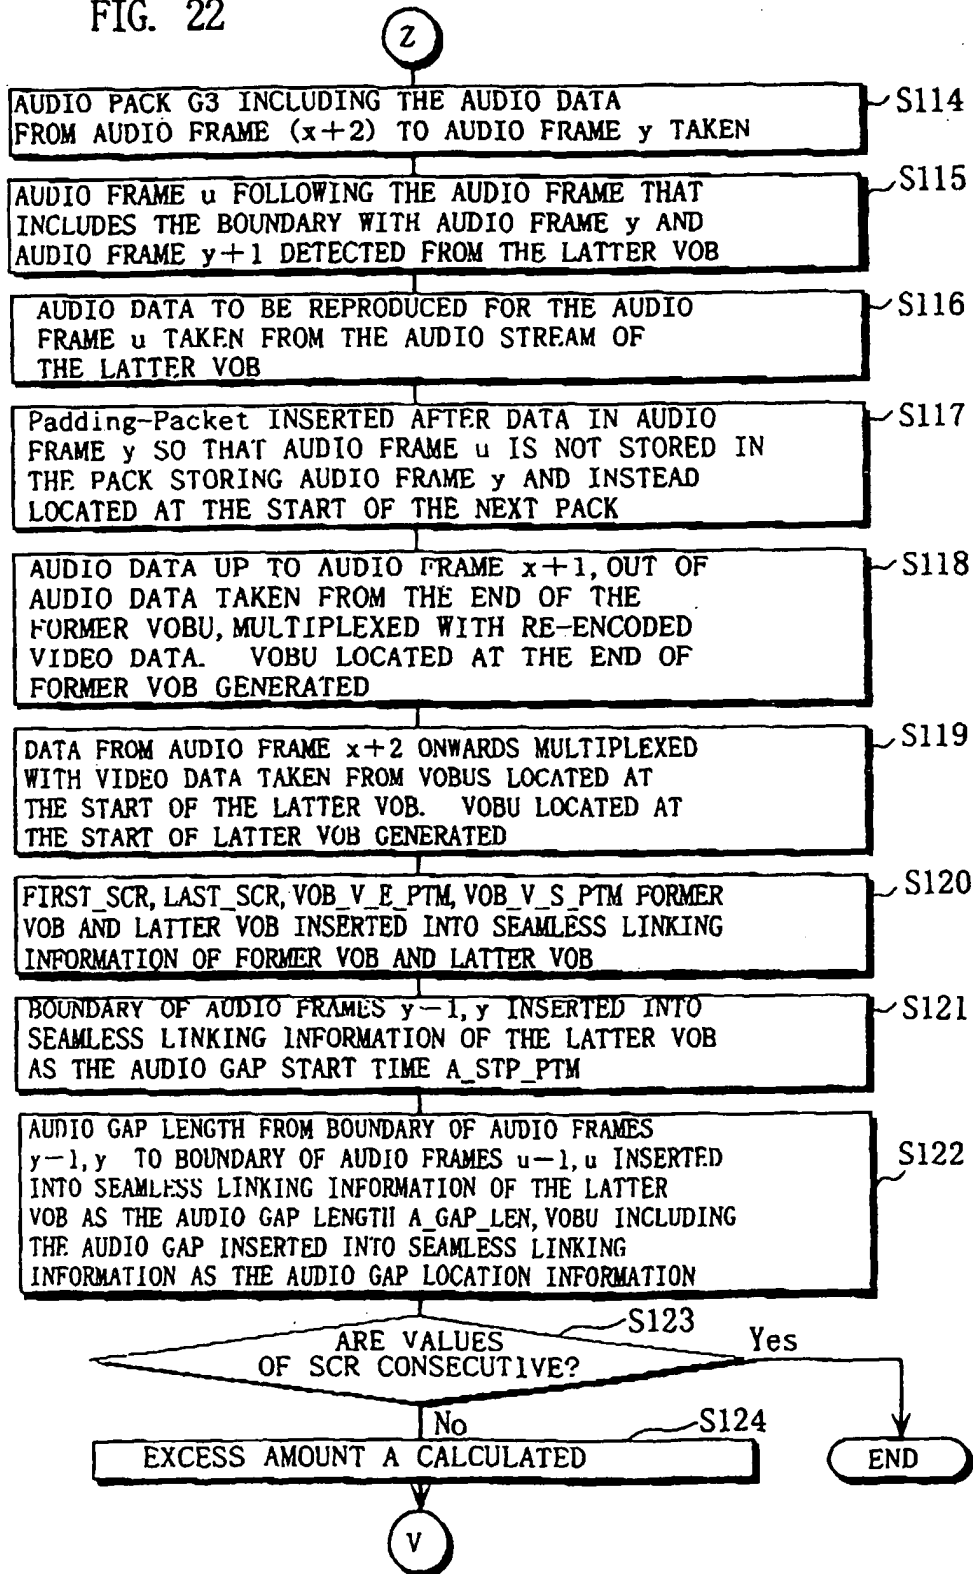 FIG. 22
Z
AUDIO PACK G3 INCLUDING THE AUDIO DATA
FROM AUDIO FRAME (x+2) TO AUDIO FRAME y TAKEN
S114
AUDIO FRAME u FOLLOWING THE AUDIO FRAME THAT
INCLUDES THE BOUNDARY WITH AUDIO FRAME y AND
AUDIO FRAME y+1 DETECTED FROM THE LATTER VOB
S115
AUDIO DATA TO BE REPRODUCED FOR THE AUDIO
FRAME u TAKEN FROM THE AUDIO STREAM OF
THE LATTER VOB
S116
Padding-Packet INSERTED AFTER DATA IN AUDIO
FRAME y SO THAT AUDIO FRAME u IS NOT STORED IN
THE PACK STORING AUDIO FRAME y AND INSTEAD
LOCATED AT THE START OF THE NEXT PACK
S117
AUDIO DATA UP TO AUDIO FRAME x+1, OUT OF
AUDIO DATA TAKEN FROM THE END OF THE
FORMER VOBU, MULTIPLEXED WITH RE-ENCODED
VIDEO DATA. VOBU LOCATED AT THE END OF
FORMER VOB GENERATED
S118
DATA FROM AUDIO FRAME x+2 ONWARDS MULTIPLEXED
WITH VIDEO DATA TAKEN FROM VOBUS LOCATED AT
THE START OF THE LATTER VOB. VOBU LOCATED AT
THE START OF LATTER VOB GENERATED
S119
FIRST_SCR, LAST_SCR, VOB_V_E_PTM, VOB_V_S_PTM FORMER
VOB AND LATTER VOB INSERTED INTO SEAMLESS LINKING
INFORMATION OF FORMER VOB AND LATTER VOB
S120
BOUNDARY OF AUDIO FRAMES y-1, y INSERTED INTO
SEAMLESS LINKING INFORMATION OF THE LATTER VOB
AS THE AUDIO GAP START TIME A_STP_PTM
S121
AUDIO GAP LENGTH FROM BOUNDARY OF AUDIO FRAMES
y-1, y TO BOUNDARY OF AUDIO FRAMES u-1, u INSERTED
INTO SEAMLESS LINKING INFORMATION OF THE LATTER
VOB AS THE AUDIO GAP LENGTH A_GAP_LEN, VOBU INCLUDING
THE AUDIO GAP INSERTED INTO SEAMLESS LINKING
INFORMATION AS THE AUDIO GAP LOCATION INFORMATION
S122
S123
ARE VALUES
OF SCR CONSECUTIVE?
Yes
No
S124
EXCESS AMOUNT A CALCULATED
END
V